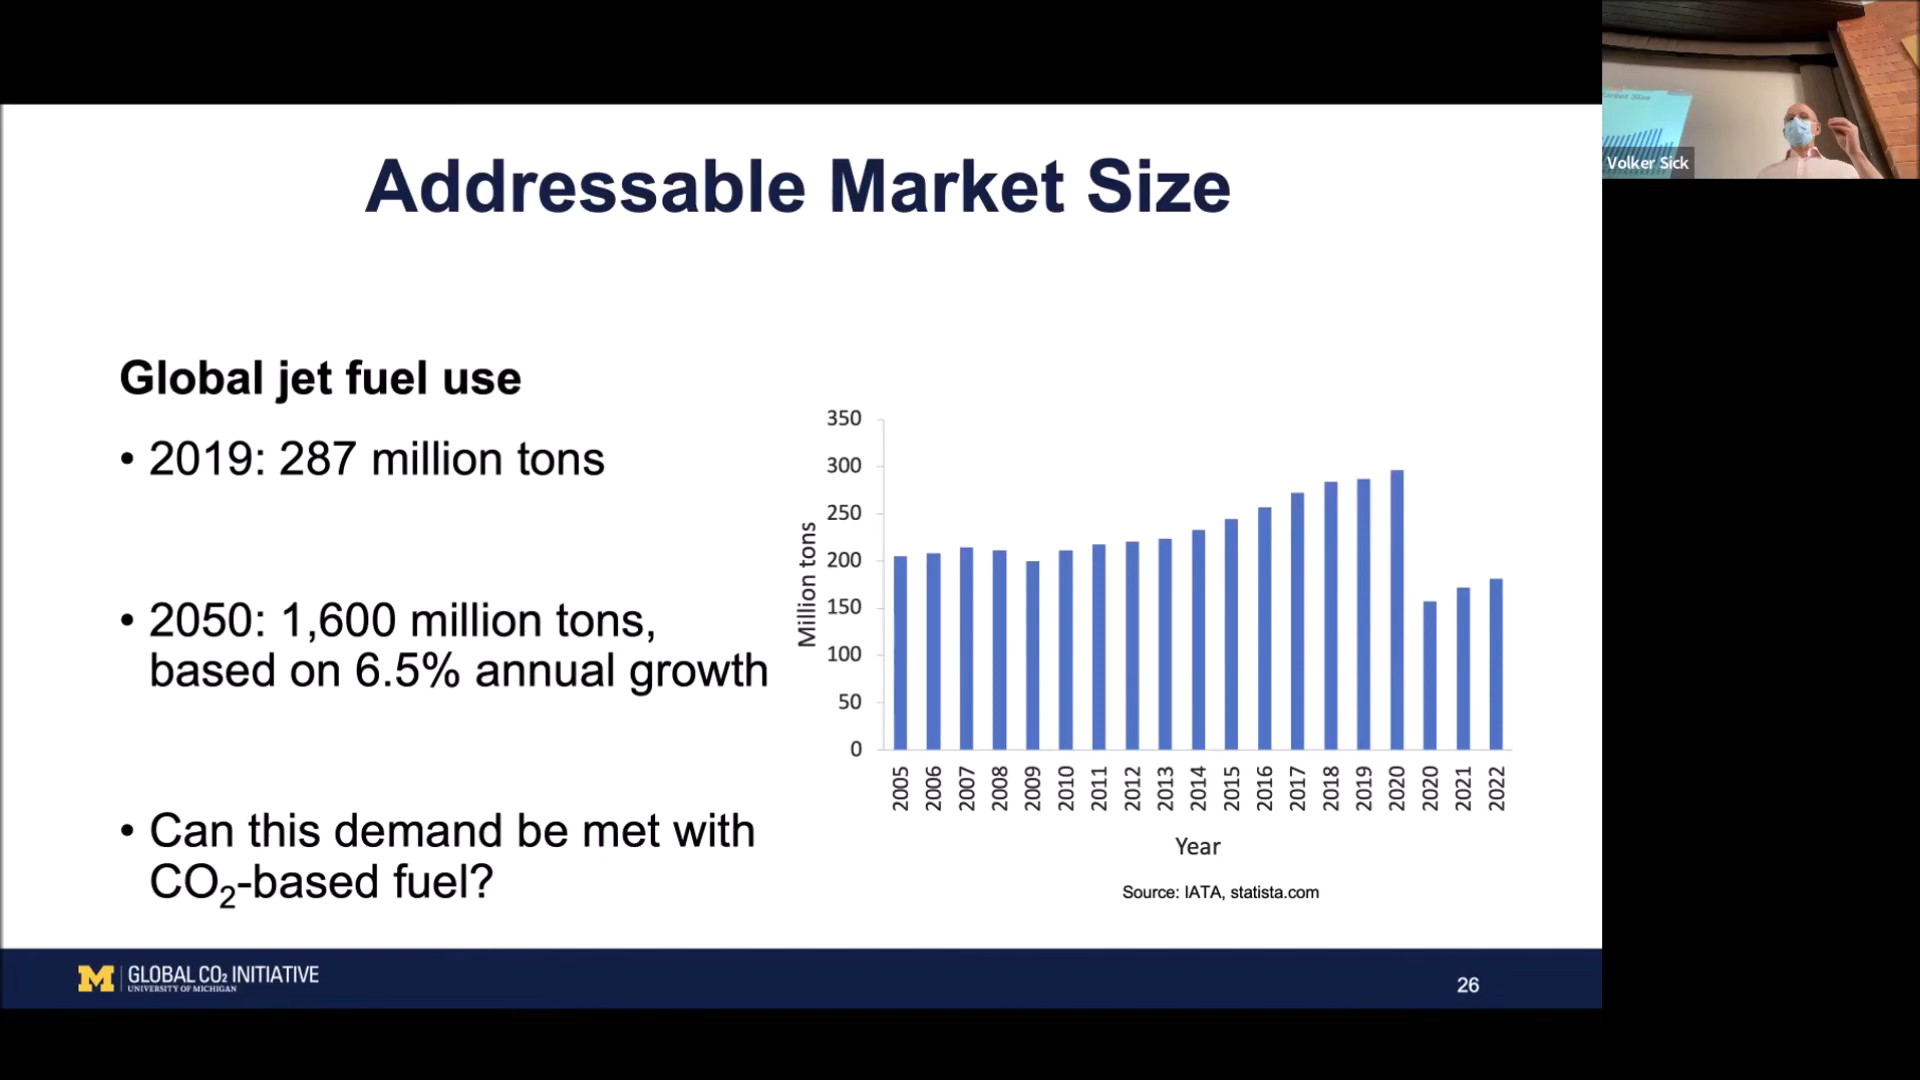 Addressable Market Size
Global jet fuel use
• 2019: 287 million tons
• 2050: 1,600 million tons,
based on 6.5% annual growth
• Can this demand be met with
CO₂-based fuel?
350
300
250
200
150
100
50
0
Million tons
2005 2006 2007 2008 2009 2010 2011 2012 2013 2014 2015 2016 2017 2018 2019 2020 2020 2021 2022
Year
Source: IATA, statista.com
M GLOBAL CO₂ INITIATIVE
UNIVERSITY OF MICHIGAN
26
Volker Sick